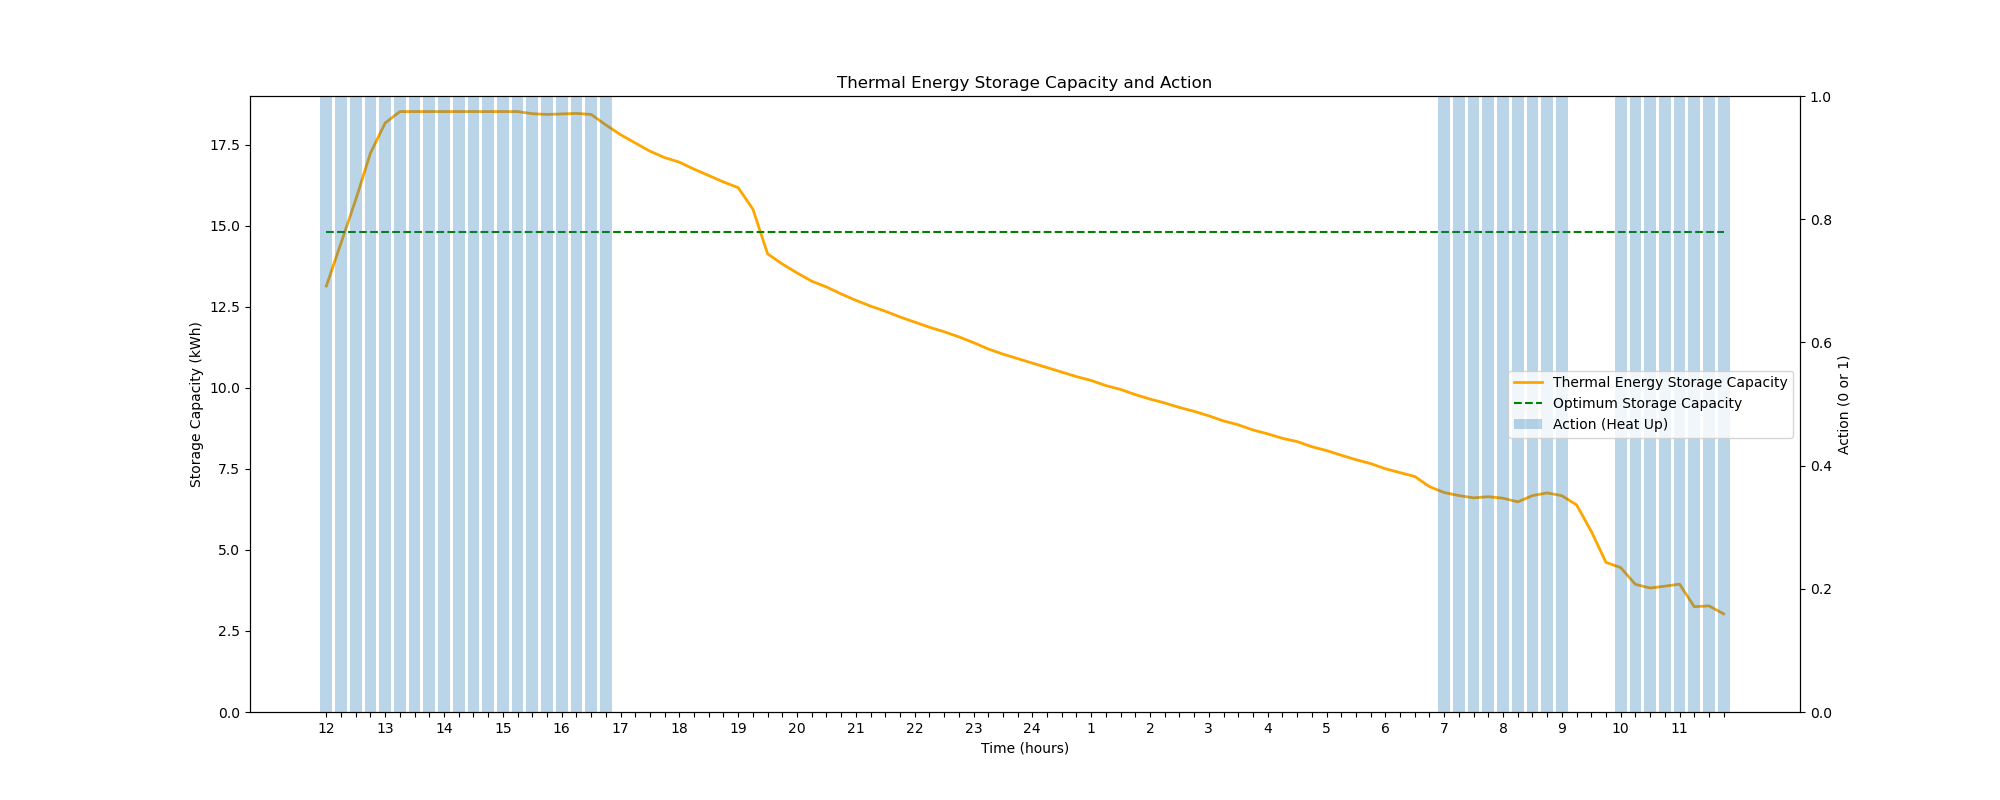 Thermal Energy Storage Capacity and Action
Storage Capacity (kWh)
17.5
15.0
12.5
10.0
7.5
5.0
2.5
0.0
1.0
0.8
0.6
0.4
0.2
0.0
Action (0 or 1)
Thermal Energy Storage Capacity
Optimum Storage Capacity
Action (Heat Up)
12 13 14 15 16 17 18 19 20 21 22 23 24 1 2 3 4 5 6 7 8 9 10 11
Time (hours)